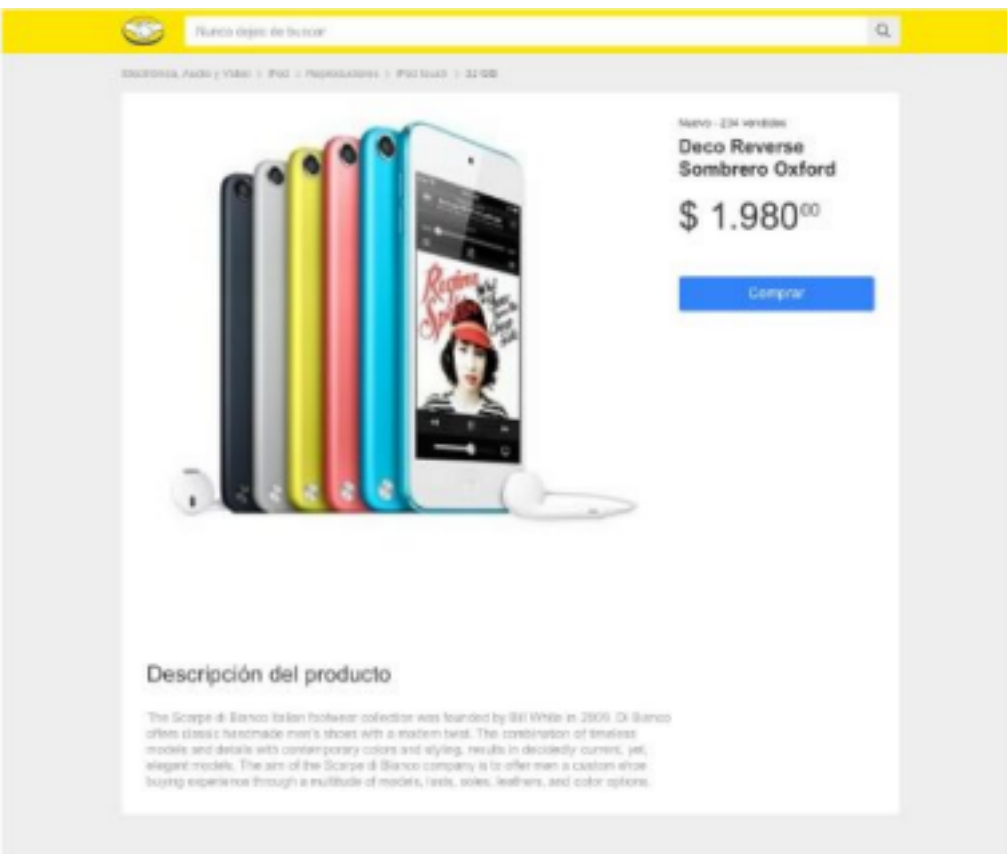 Nunca dejes de buscar
Electrónica, Audio y Video > iPod > Reproductores > iPod touch > 32 GB
Nuevo - 234 vendidos
Deco Reverse
Sombrero Oxford
$ 1.980⁰⁰
Comprar
Regina
Descripción del producto
The Scarpe di Bianco Italian footwear collection was founded by Bill White in 2009. Di Bianco
offers classic handmade men's shoes with a modern twist. The combination of timeless
models and details with contemporary colors and styling, results in decidedly current, yet,
elegant models. The aim of the Scarpe di Bianco company is to offer men a custom shoe
buying experience through a multitude of models, lasts, soles, leathers, and color options.